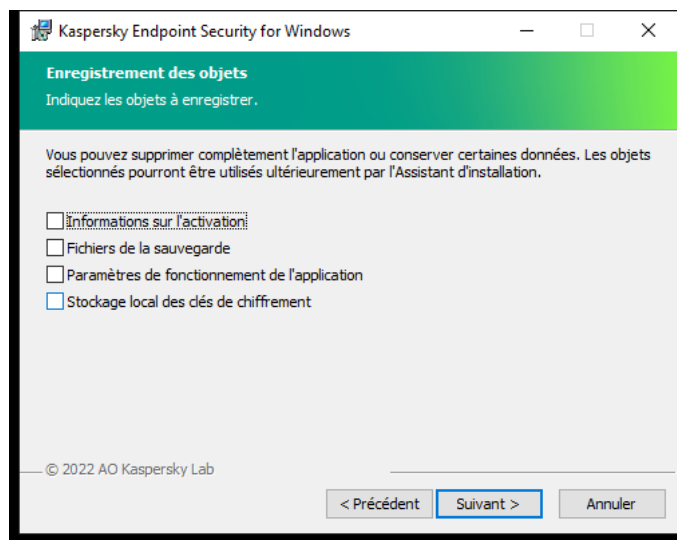 Kaspersky Endpoint Security for Windows
Enregistrement des objets
Indiquez les objets à enregistrer.
Vous pouvez supprimer complètement l'application ou conserver certaines données. Les objets
sélectionnés pourront être utilisés ultérieurement par l'Assistant d'installation.
Informations sur l'activation
Fichiers de la sauvegarde
Paramètres de fonctionnement de l'application
Stockage local des clés de chiffrement
© 2022 AO Kaspersky Lab
< Précédent Suivant > Annuler